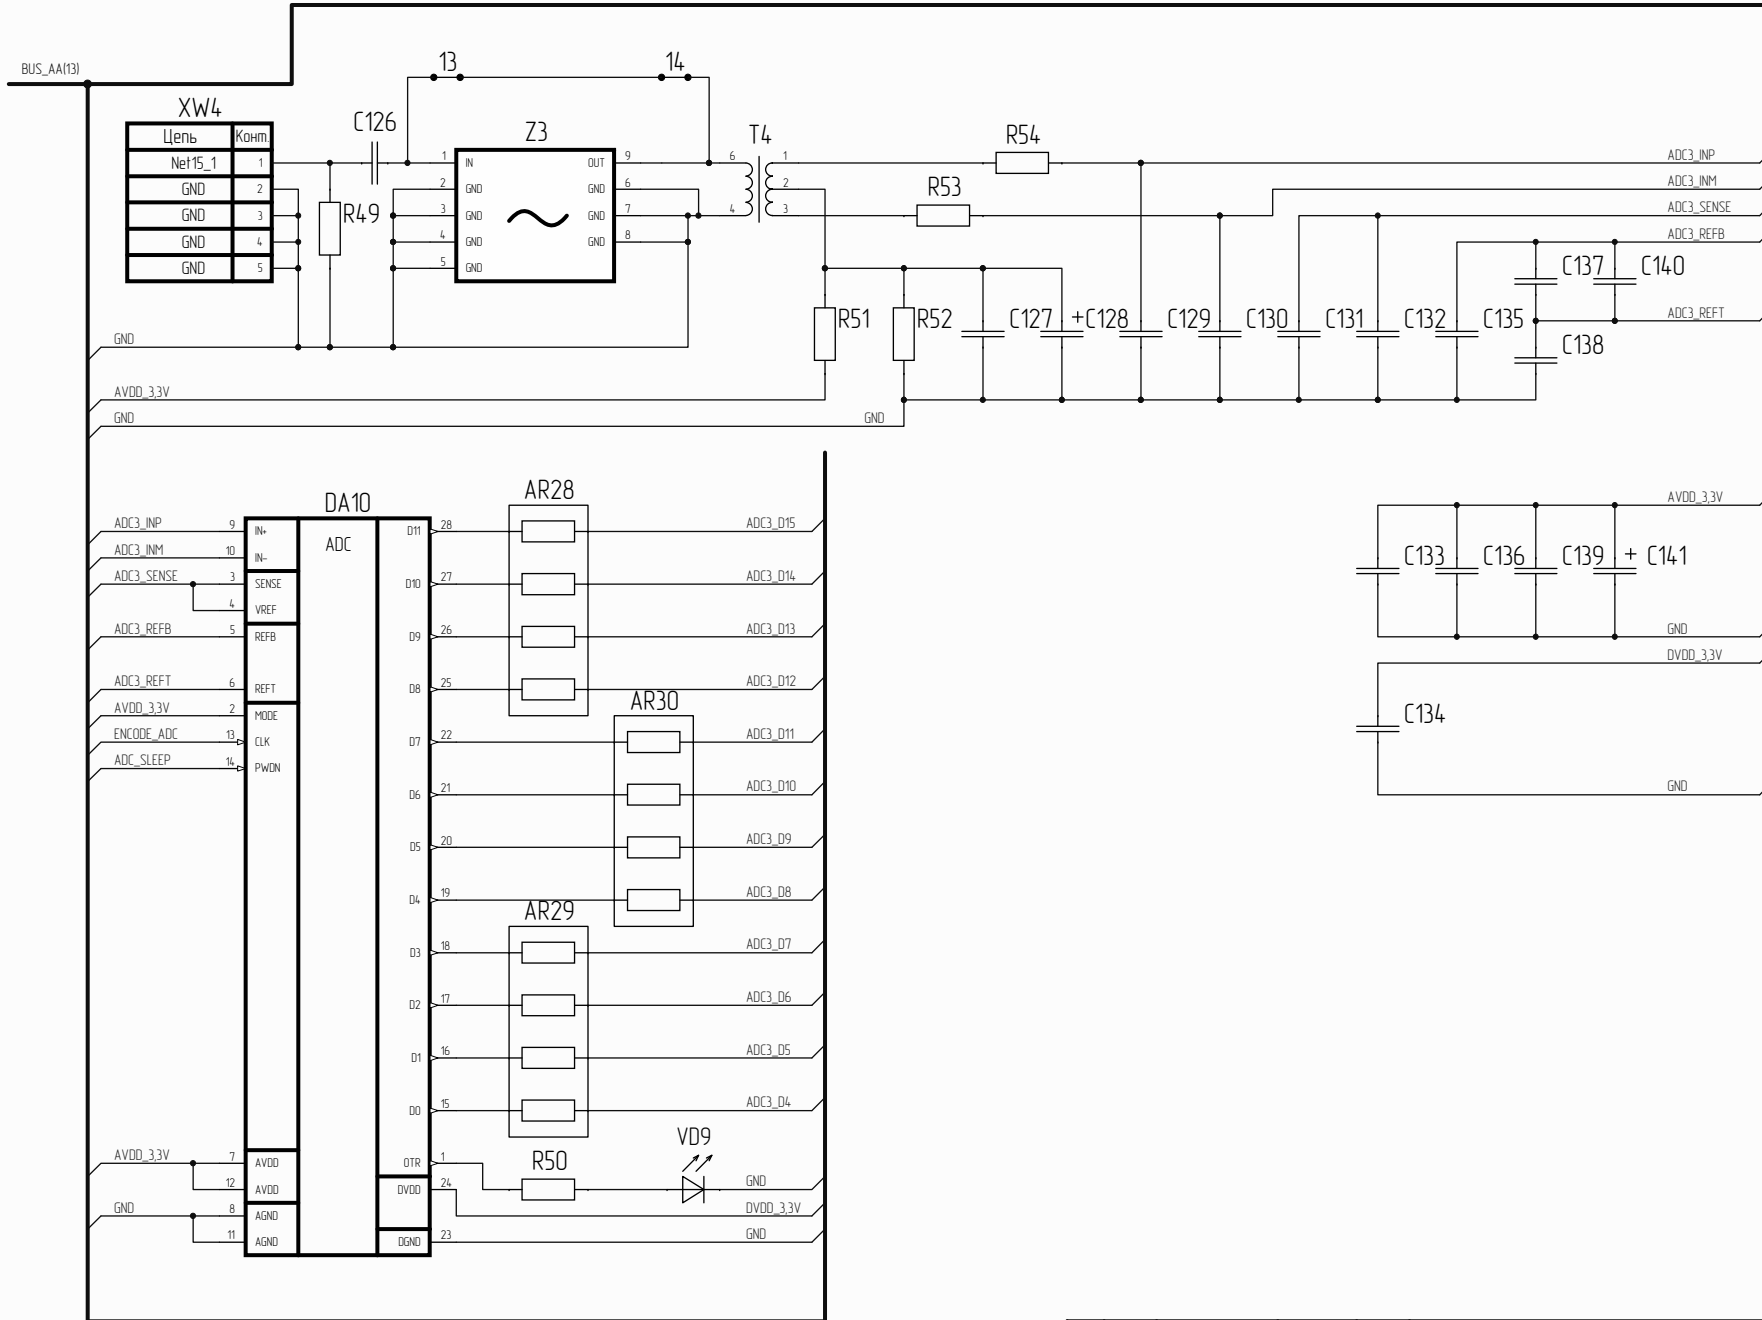 BUS_AA(13)
13
14
XW4
Цепь Конт.
Net15_1 1
GND 2
GND 3
GND 4
GND 5
C126
R49
Z3
1 IN OUT 9
2 GND GND 6
3 GND GND 7
4 GND GND 8
5 GND
T4
6 1
2
4 3
R54
R53
ADC3_INP
ADC3_INM
ADC3_SENSE
ADC3_REFB
C137 C140
R51 R52 C127 +C128 C129 C130 C131 C132 C135
ADC3_REFT
C138
GND
AVDD_3,3V
GND GND
DA10
ADC
AR28
ADC3_INP 9 IN+ D11 28 ADC3_D15
ADC3_INM 10 IN-
ADC3_SENSE 3 SENSE D10 27 ADC3_D14
4 VREF
ADC3_REFB 5 REFB D9 26 ADC3_D13
ADC3_REFT 6 REFT D8 25 ADC3_D12
AR30
AVDD_3,3V 2 MODE
ENCODE_ADC 13 CLK D7 22 ADC3_D11
ADC_SLEEP 14 PWDN
D6 21 ADC3_D10
D5 20 ADC3_D9
D4 19 ADC3_D8
AR29
D3 18 ADC3_D7
D2 17 ADC3_D6
D1 16 ADC3_D5
D0 15 ADC3_D4
AVDD_3,3V 7 AVDD OTR 1 R50 VD9
12 AVDD DVDD 24 GND
GND 8 AGND DVDD_3,3V
11 AGND DGND 23 GND
AVDD_3,3V
C133 C136 C139 + C141
GND
DVDD_3,3V
C134
GND